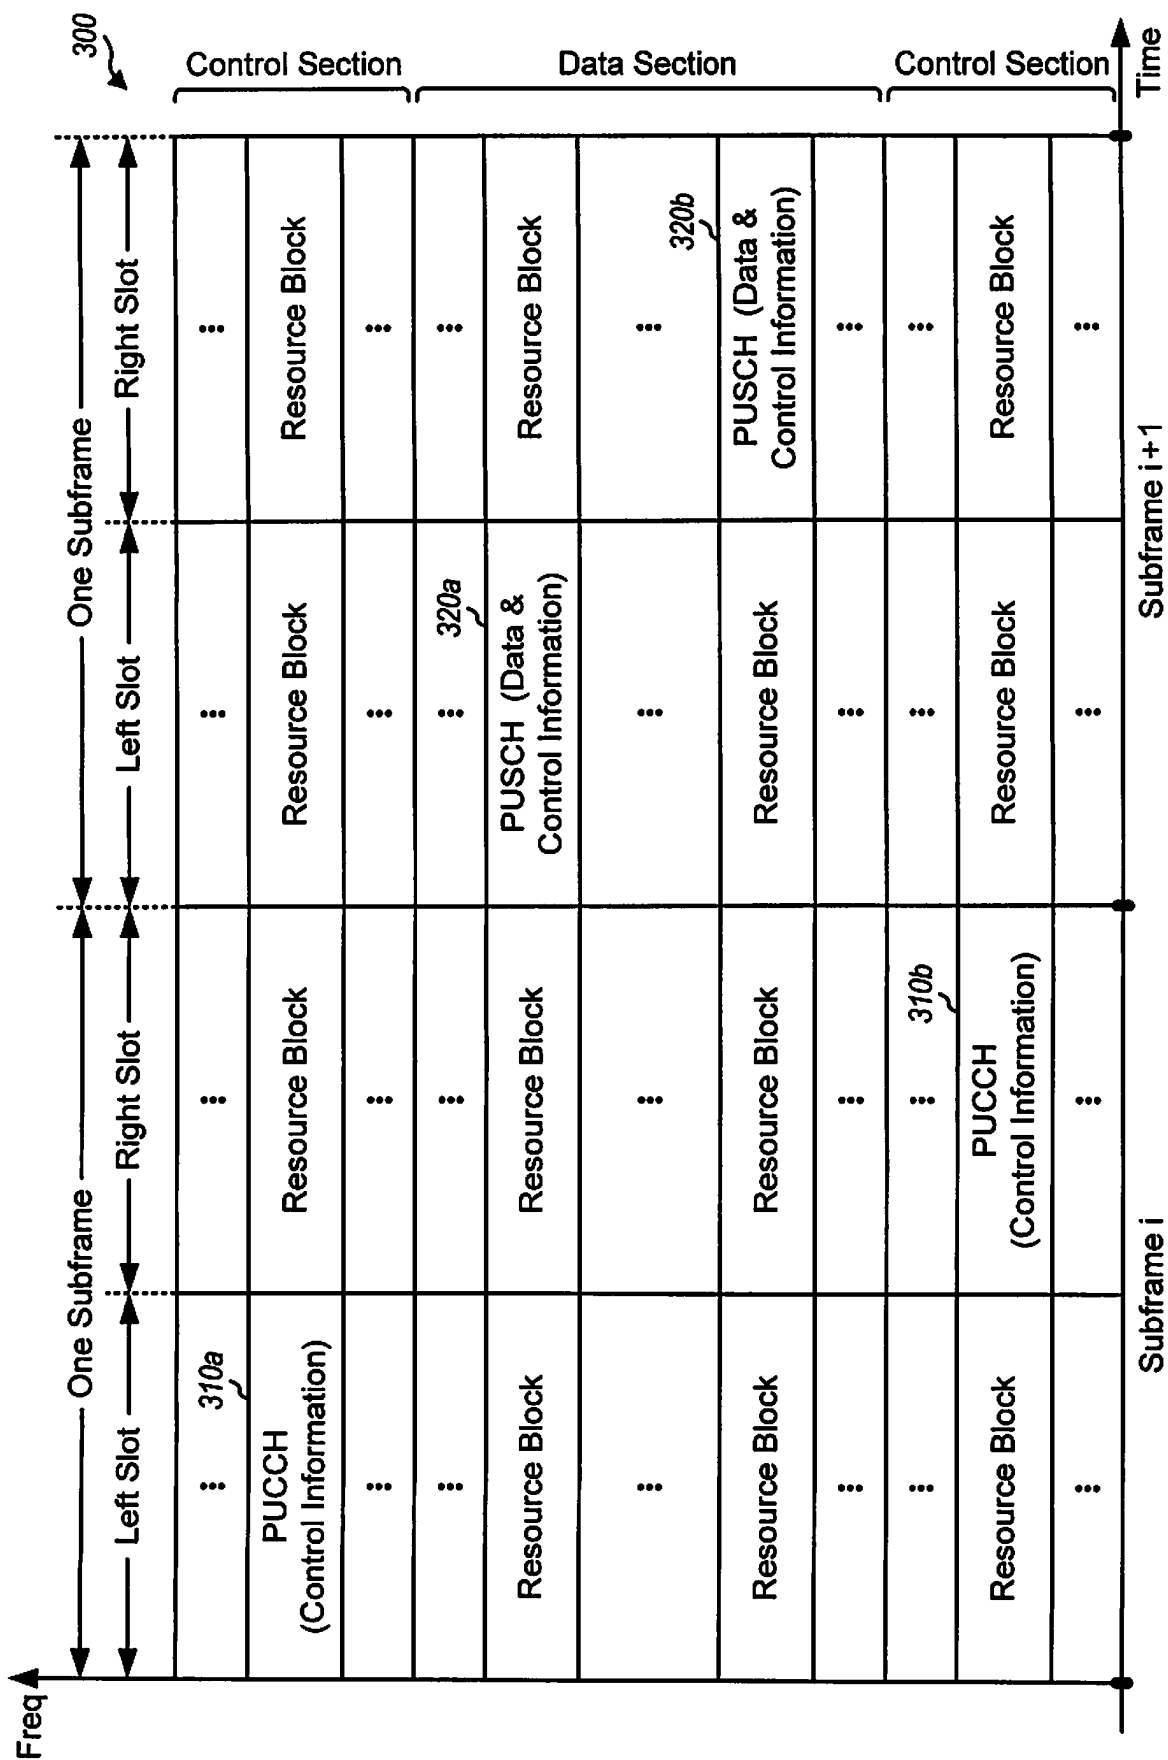 300
Freq
One Subframe
One Subframe
Left Slot
Right Slot
Left Slot
Right Slot
Control Section
Data Section
Control Section
...
310a
...
...
...
PUCCH
(Control Information)
Resource Block
Resource Block
Resource Block
...
...
...
...
...
...
320a
...
Resource Block
Resource Block
PUSCH (Data &
Control Information)
Resource Block
...
...
...
...
320b
Resource Block
Resource Block
Resource Block
PUSCH (Data &
Control Information)
...
...
...
...
...
...
310b
...
...
Resource Block
PUCCH
(Control Information)
Resource Block
Resource Block
...
...
...
...
Time
Subframe i
Subframe i + 1